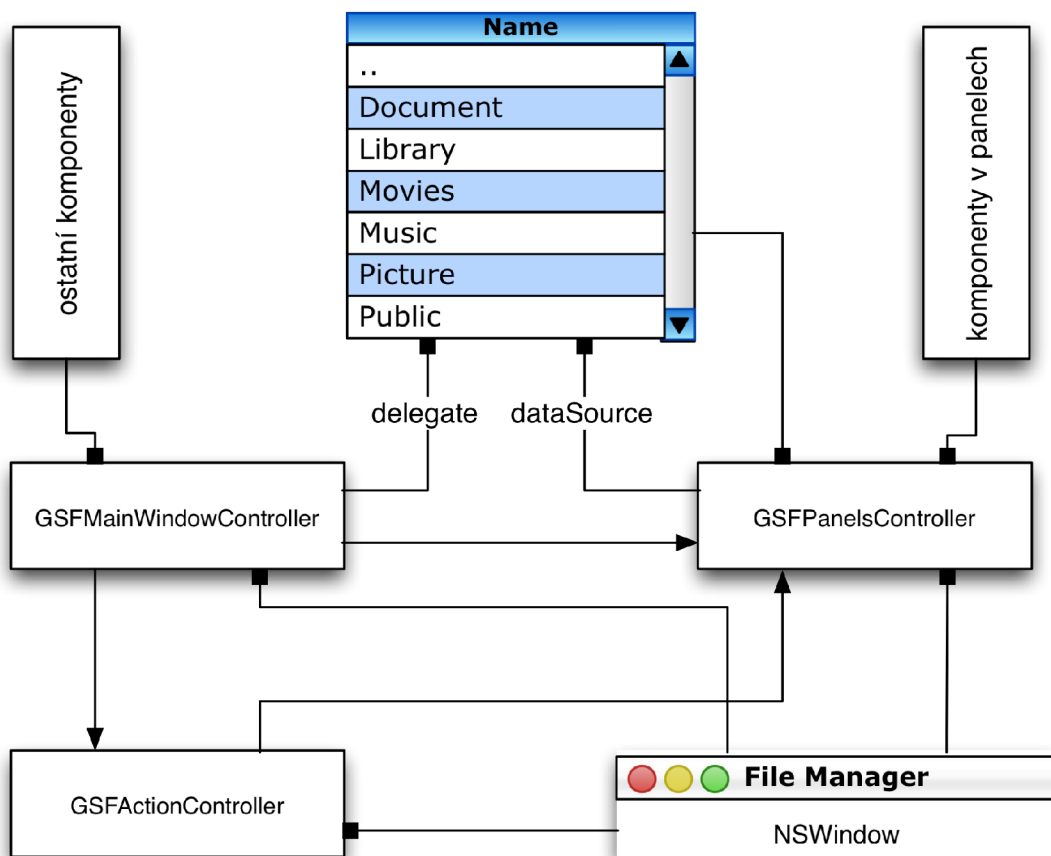 Name
..
Document
Library
Movies
Music
Picture
Public
ostatní komponenty
komponenty v panelech
delegate
dataSource
GSFMainWindowController
GSFPanelsController
GSFActionController
File Manager
NSWindow